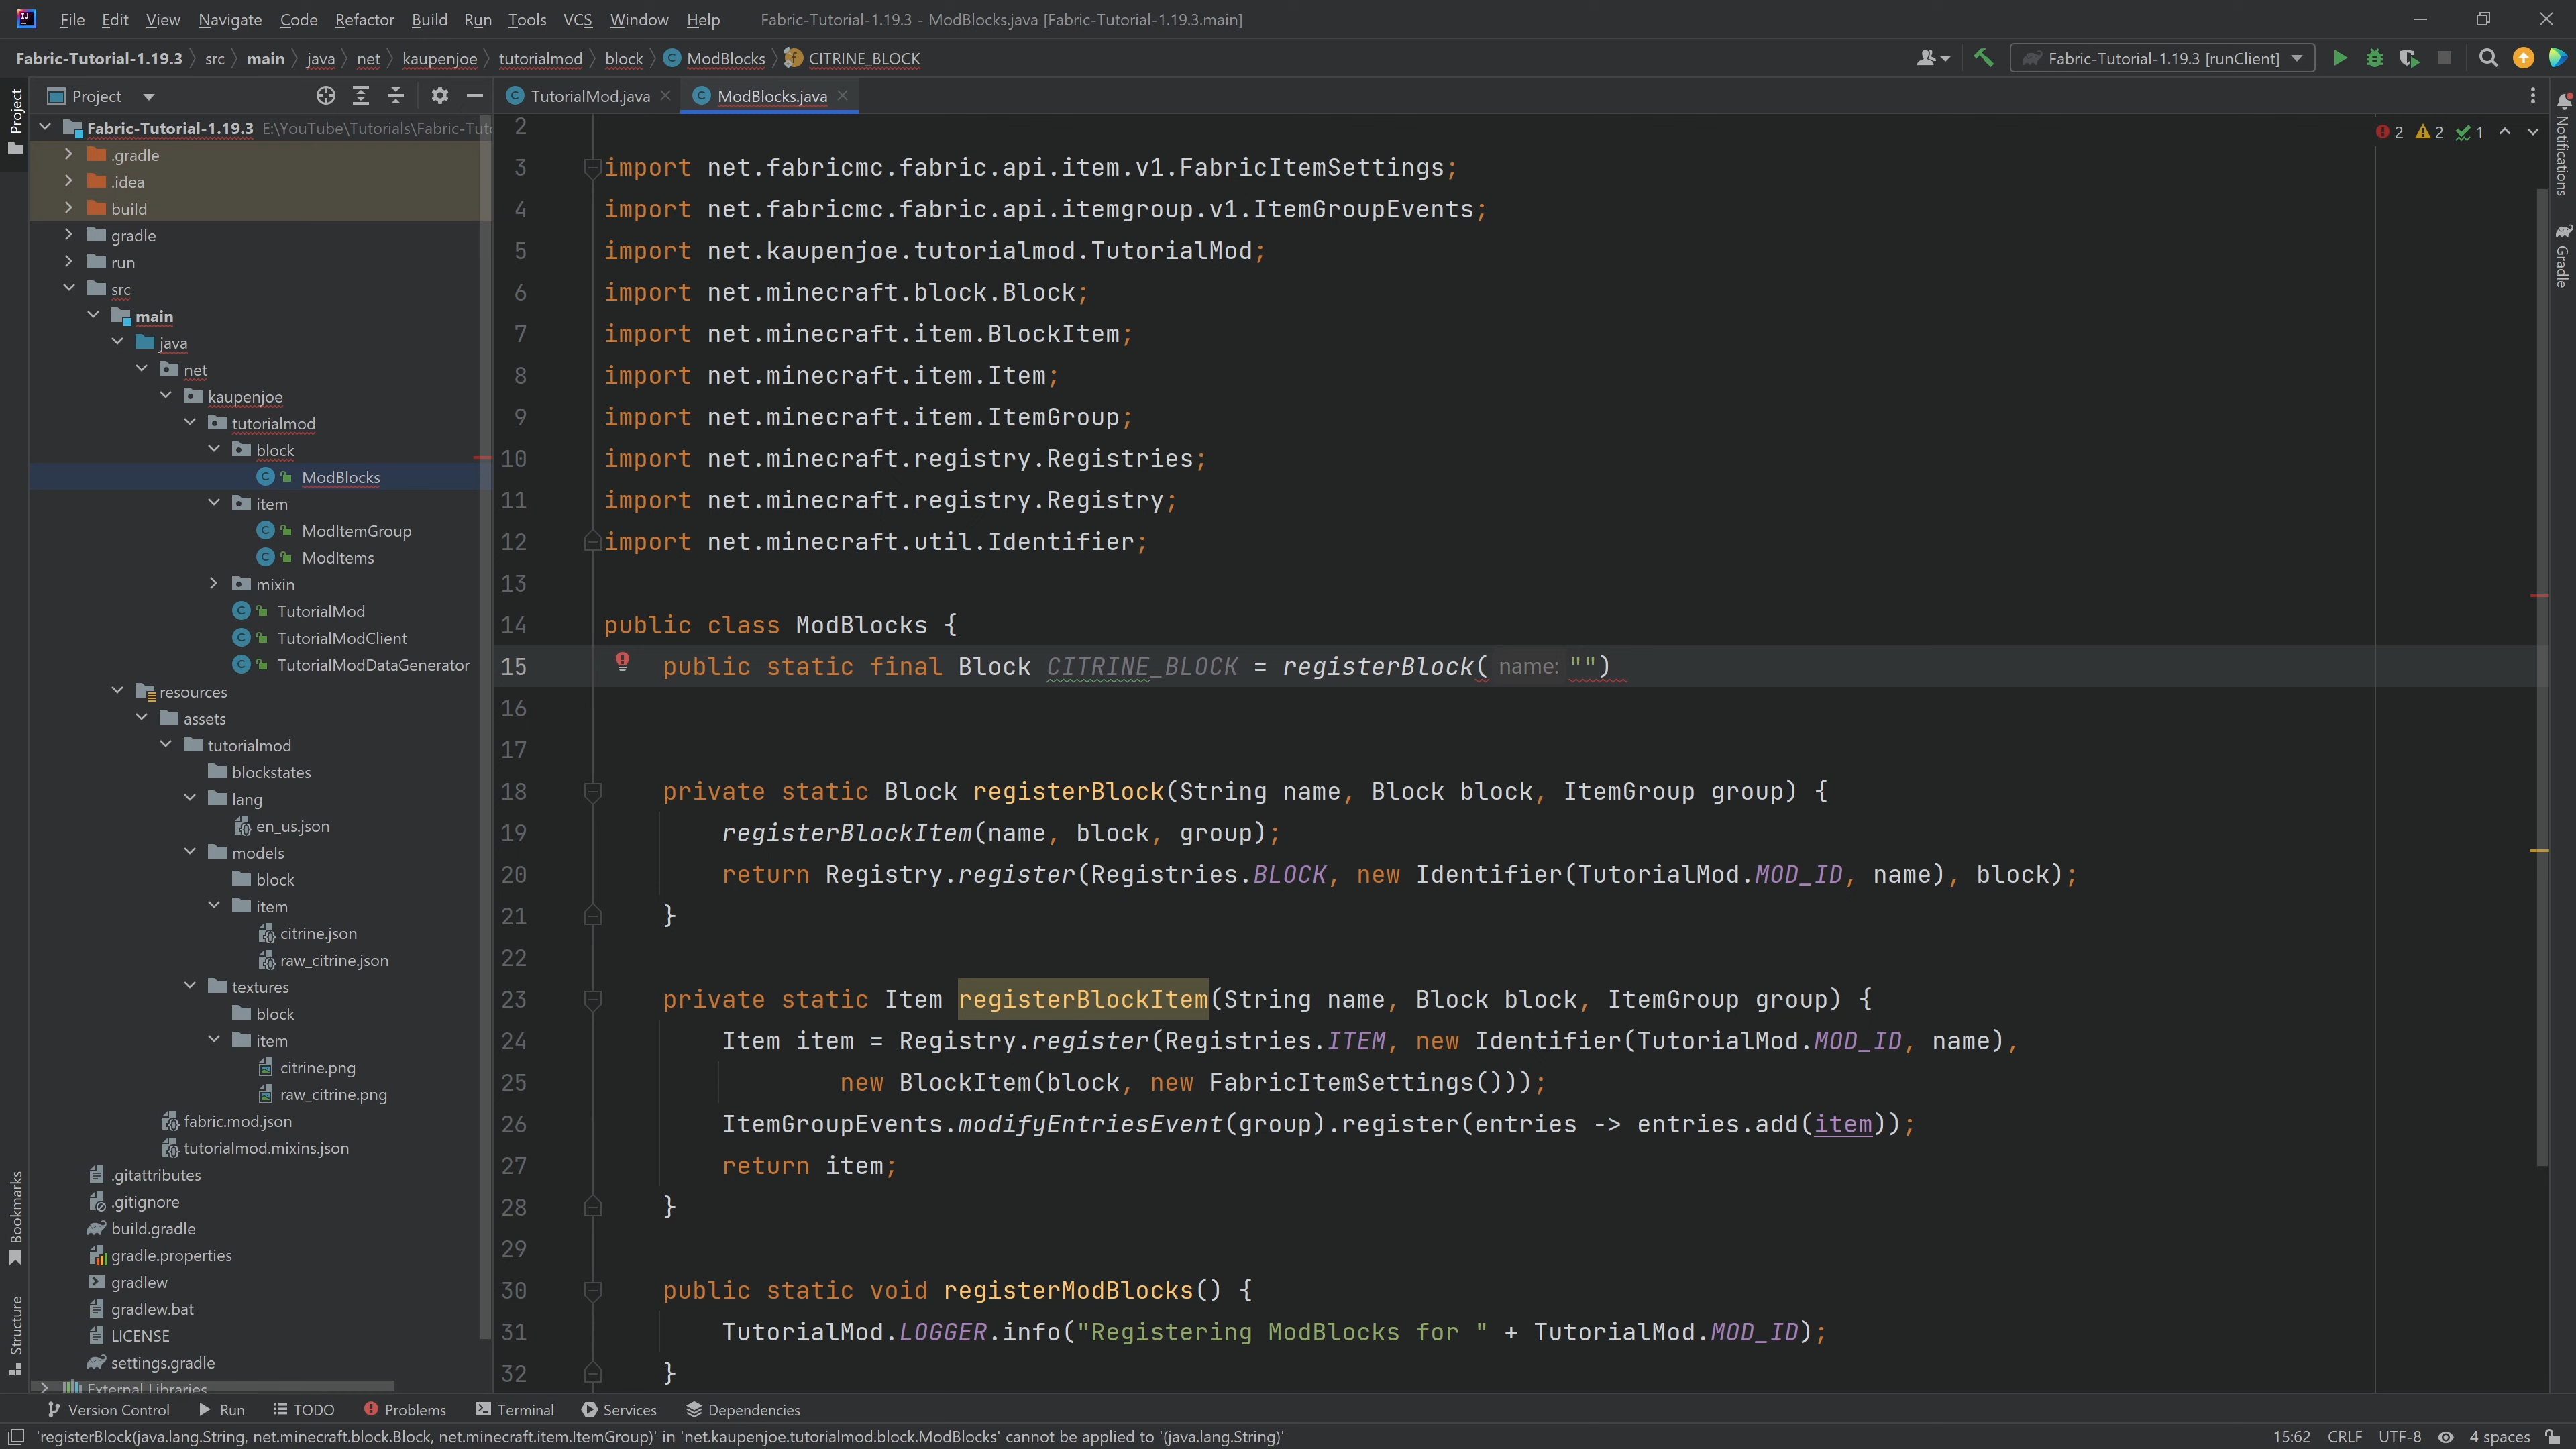 File Edit View Navigate Code Refactor Build Run Tools VCS Window Help Fabric-Tutorial-1.19.3 - ModBlocks.java [Fabric-Tutorial-1.19.3.main]
Fabric-Tutorial-1.19.3 src main java net kaupenjoe tutorialmod block ModBlocks CITRINE_BLOCK Fabric-Tutorial-1.19.3 [runClient]
Project
TutorialMod.java ModBlocks.java
Project
Bookmarks
Structure
Notifications
Gradle
Fabric-Tutorial-1.19.3 E:\YouTube\Tutorials\Fabric-Tuto
.gradle
.idea
build
gradle
run
src
main
java
net
kaupenjoe
tutorialmod
block
ModBlocks
item
ModItemGroup
ModItems
mixin
TutorialMod
TutorialModClient
TutorialModDataGenerator
resources
assets
tutorialmod
blockstates
lang
en_us.json
models
block
item
citrine.json
raw_citrine.json
textures
block
item
citrine.png
raw_citrine.png
fabric.mod.json
tutorialmod.mixins.json
.gitattributes
.gitignore
build.gradle
gradle.properties
gradlew
gradlew.bat
LICENSE
settings.gradle
External Libraries
2 2 1
2
3 import net.fabricmc.fabric.api.item.v1.FabricItemSettings;
4 import net.fabricmc.fabric.api.itemgroup.v1.ItemGroupEvents;
5 import net.kaupenjoe.tutorialmod.TutorialMod;
6 import net.minecraft.block.Block;
7 import net.minecraft.item.BlockItem;
8 import net.minecraft.item.Item;
9 import net.minecraft.item.ItemGroup;
10 import net.minecraft.registry.Registries;
11 import net.minecraft.registry.Registry;
12 import net.minecraft.util.Identifier;
13
14 public class ModBlocks {
15 public static final Block CITRINE_BLOCK = registerBlock( name: "")
16
17
18 private static Block registerBlock(String name, Block block, ItemGroup group) {
19 registerBlockItem(name, block, group);
20 return Registry.register(Registries.BLOCK, new Identifier(TutorialMod.MOD_ID, name), block);
21 }
22
23 private static Item registerBlockItem(String name, Block block, ItemGroup group) {
24 Item item = Registry.register(Registries.ITEM, new Identifier(TutorialMod.MOD_ID, name),
25 new BlockItem(block, new FabricItemSettings()));
26 ItemGroupEvents.modifyEntriesEvent(group).register(entries -> entries.add(item));
27 return item;
28 }
29
30 public static void registerModBlocks() {
31 TutorialMod.LOGGER.info("Registering ModBlocks for " + TutorialMod.MOD_ID);
32 }
Version Control Run TODO Problems Terminal Services Dependencies
'registerBlock(java.lang.String, net.minecraft.block.Block, net.minecraft.item.ItemGroup)' in 'net.kaupenjoe.tutorialmod.block.ModBlocks' cannot be applied to '(java.lang.String)' 15:62 CRLF UTF-8 4 spaces